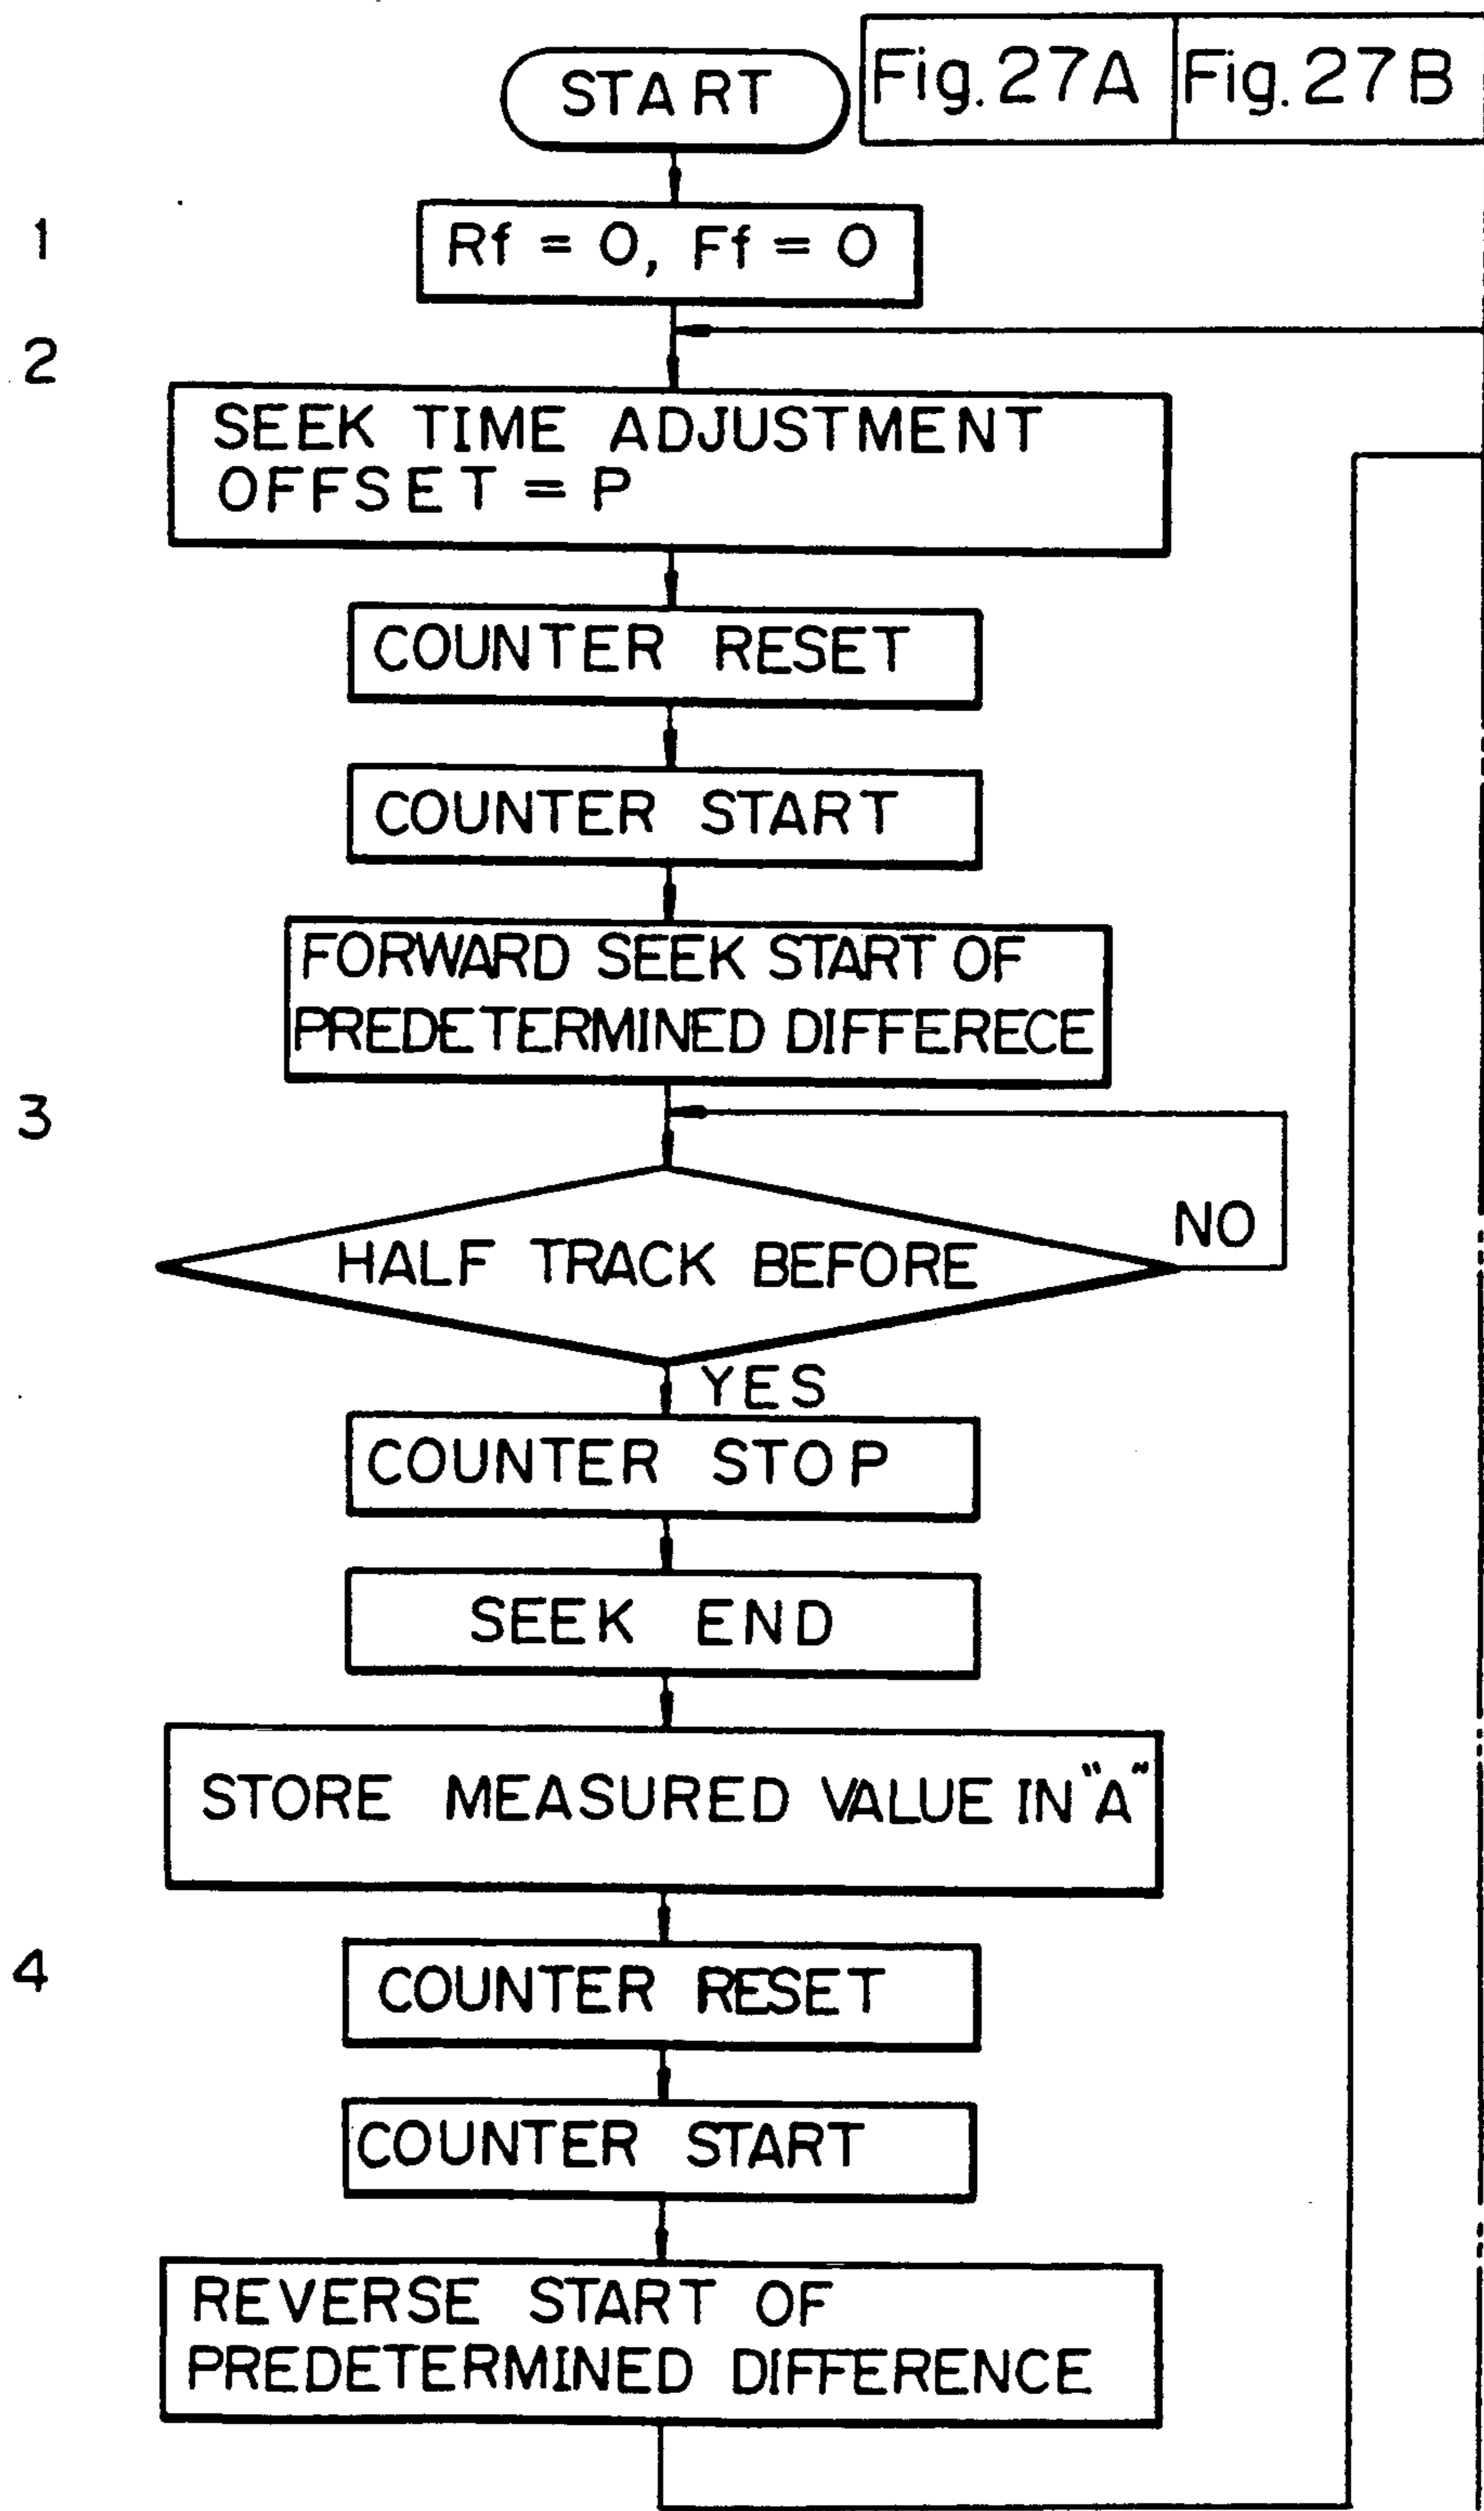 START
Fig. 27A
Fig. 27B
1
Rf = 0, Ff = 0
2
SEEK TIME ADJUSTMENT
OFFSET = P
COUNTER RESET
COUNTER START
FORWARD SEEK START OF
PREDETERMINED DIFFERECE
3
HALF TRACK BEFORE
NO
YES
COUNTER STOP
SEEK END
STORE MEASURED VALUE IN "A"
4
COUNTER RESET
COUNTER START
REVERSE START OF
PREDETERMINED DIFFERENCE